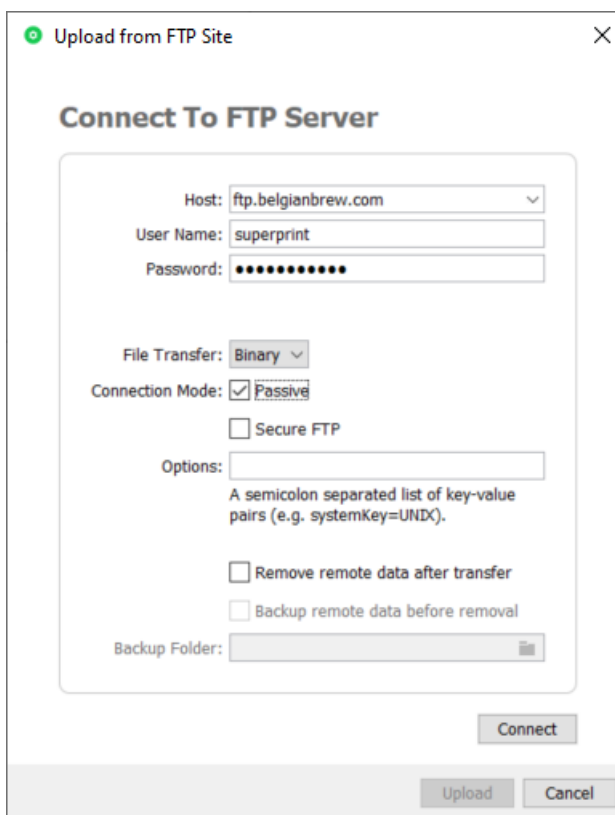 Upload from FTP Site
Connect To FTP Server
Host: ftp.belgianbrew.com
User Name: superprint
Password: ●●●●●●●●●●●
File Transfer: Binary
Connection Mode: Passive
Secure FTP
Options:
A semicolon separated list of key-value
pairs (e.g. systemKey=UNIX).
Remove remote data after transfer
Backup remote data before removal
Backup Folder:
Connect
Upload Cancel